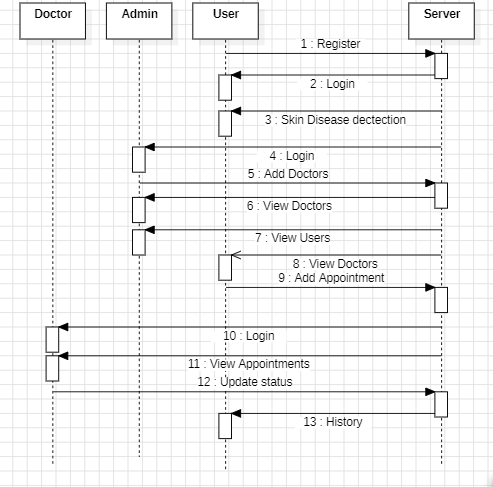 Doctor
Admin
User
Server
1 : Register
2 : Login
3 : Skin Disease dectection
4 : Login
5 : Add Doctors
6 : View Doctors
7 : View Users
8 : View Doctors
9 : Add Appointment
10 : Login
11 : View Appointments
12 : Update status
13 : History